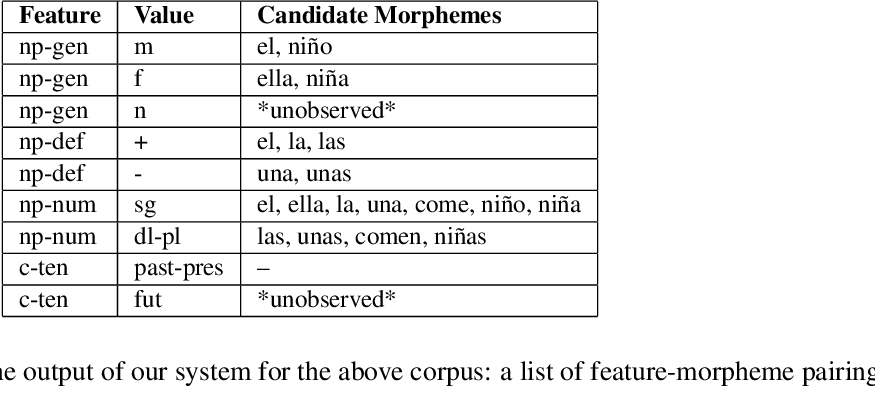 Feature Value Candidate Morphemes
np-gen m el, niño
np-gen f ella, niña
np-gen n *unobserved*
np-def + el, la, las
np-def - una, unas
np-num sg el, ella, la, una, come, niño, niña
np-num dl-pl las, unas, comen, niñas
c-ten past-pres –
c-ten fut *unobserved*
output of our system for the above corpus: a list of feature-morpheme pairing